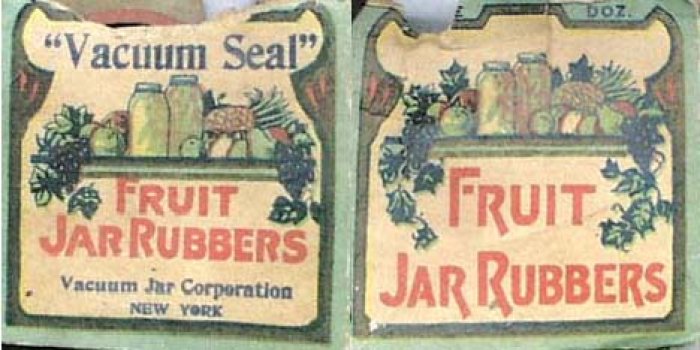 "Vacuum Seal"
FRUIT
JAR RUBBERS
Vacuum Jar Corporation
NEW YORK
DOZ.
FRUIT
JAR RUBBERS